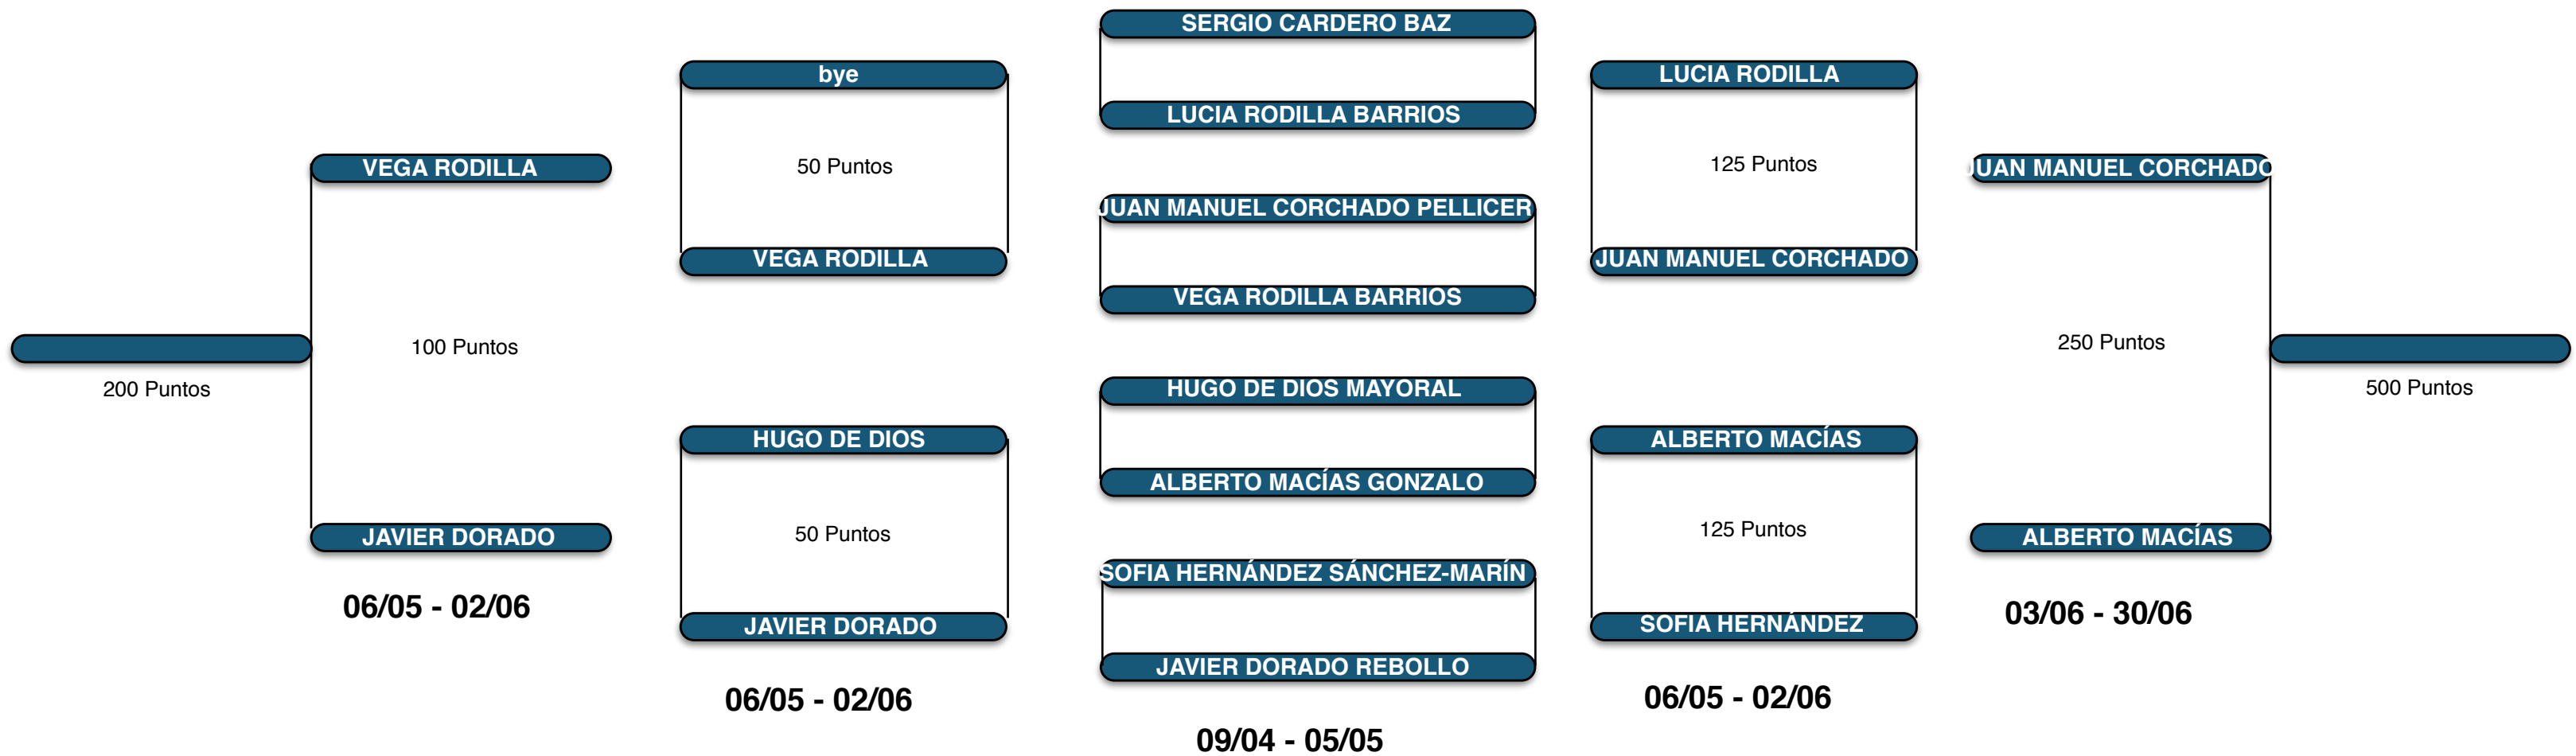 SERGIO CARDERO BAZ
bye
LUCIA RODILLA
LUCIA RODILLA BARRIOS
VEGA RODILLA
50 Puntos
125 Puntos
JUAN MANUEL CORCHADO
JUAN MANUEL CORCHADO PELLICER
VEGA RODILLA
JUAN MANUEL CORCHADO
VEGA RODILLA BARRIOS
100 Puntos
250 Puntos
200 Puntos
HUGO DE DIOS MAYORAL
500 Puntos
HUGO DE DIOS
ALBERTO MACÍAS
ALBERTO MACÍAS GONZALO
JAVIER DORADO
50 Puntos
125 Puntos
ALBERTO MACÍAS
SOFIA HERNÁNDEZ SÁNCHEZ-MARÍN
06/05 - 02/06
03/06 - 30/06
JAVIER DORADO
SOFIA HERNÁNDEZ
JAVIER DORADO REBOLLO
06/05 - 02/06
06/05 - 02/06
09/04 - 05/05